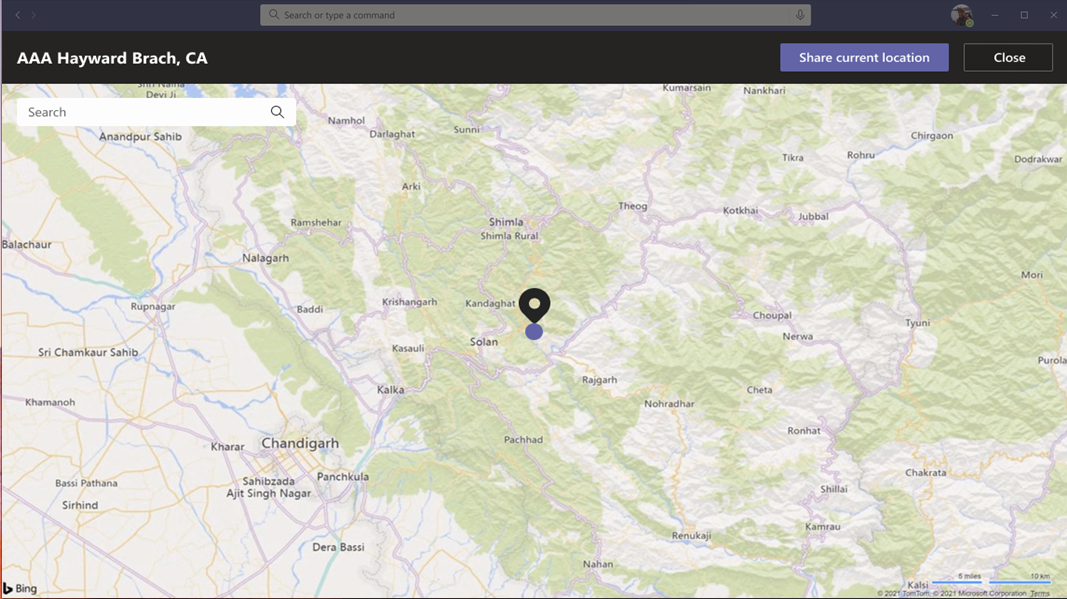 Search or type a command
AAA Hayward Brach, CA
Share current location
Close
Search
Devi Ji
Kumarsain
Nankhari
Namhol
Anandpur Sahib
Darlaghat
Sunni
Chirgaon
Tikra
Rohru
Dodrakwar
Arki
Theog
Kotkhai
Jubbal
Ramshehar
Shimla
Shimla Rural
Balachaur
Nalagarh
Mori
Rupnagar
Baddi
Krishangarh
Kandaghat
Choupal
Tyuni
Nerwa
Sri Chamkaur Sahib
Kasauli
Solan
Purola
Kalka
Rajgarh
Cheta
Khamanoh
Nohradhar
Ronhat
Kharar
Chandigarh
Pachhad
Panchkula
Chakrata
Bassi Pathana
Sahibzada
Ajit Singh Nagar
Shillai
Sirhind
Kamrau
Renukaji
Dera Bassi
Nahan
Kalsi
5 miles
10 km
Bing
© 2021 TomTom, © 2021 Microsoft Corporation Terms